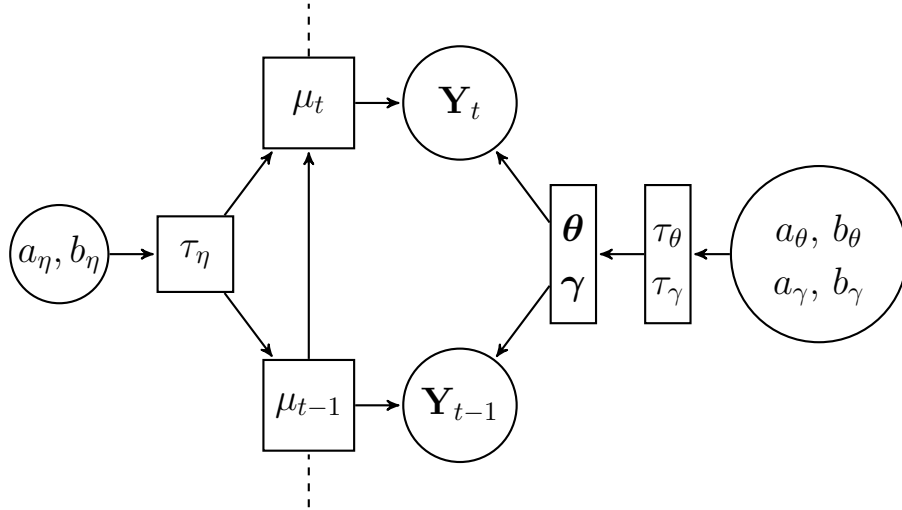 μ_t
𝐘_t
a_η, b_η
τ_η
𝛉
𝛄
τ_θ
τ_γ
a_θ, b_θ
a_γ, b_γ
μ_{t−1}
𝐘_{t−1}